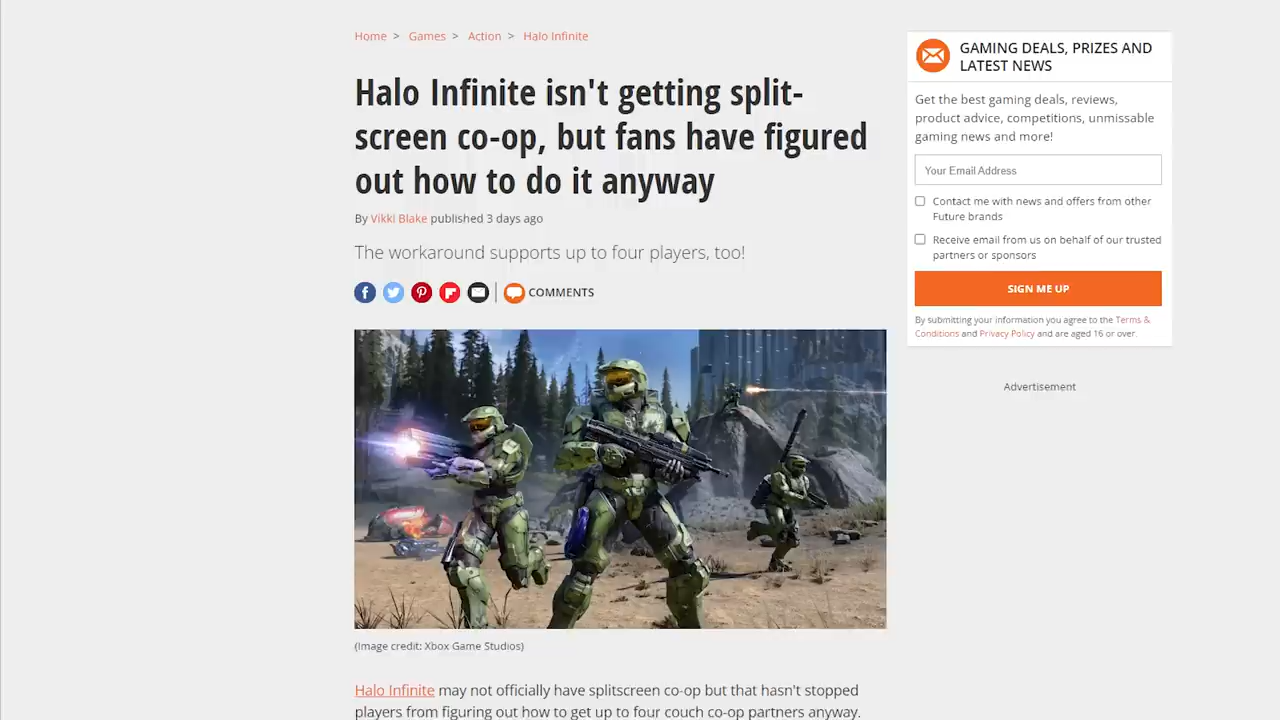 Home > Games > Action > Halo Infinite
Halo Infinite isn't getting split-
screen co-op, but fans have figured
out how to do it anyway
By Vikki Blake published 3 days ago
The workaround supports up to four players, too!
COMMENTS
(Image credit: Xbox Game Studios)
Halo Infinite may not officially have splitscreen co-op but that hasn't stopped
players from figuring out how to get up to four couch co-op partners anyway.
GAMING DEALS, PRIZES AND
LATEST NEWS
Get the best gaming deals, reviews,
product advice, competitions, unmissable
gaming news and more!
Your Email Address
Contact me with news and offers from other
Future brands
Receive email from us on behalf of our trusted
partners or sponsors
SIGN ME UP
By submitting your information you agree to the Terms &
Conditions and Privacy Policy and are aged 16 or over.
Advertisement